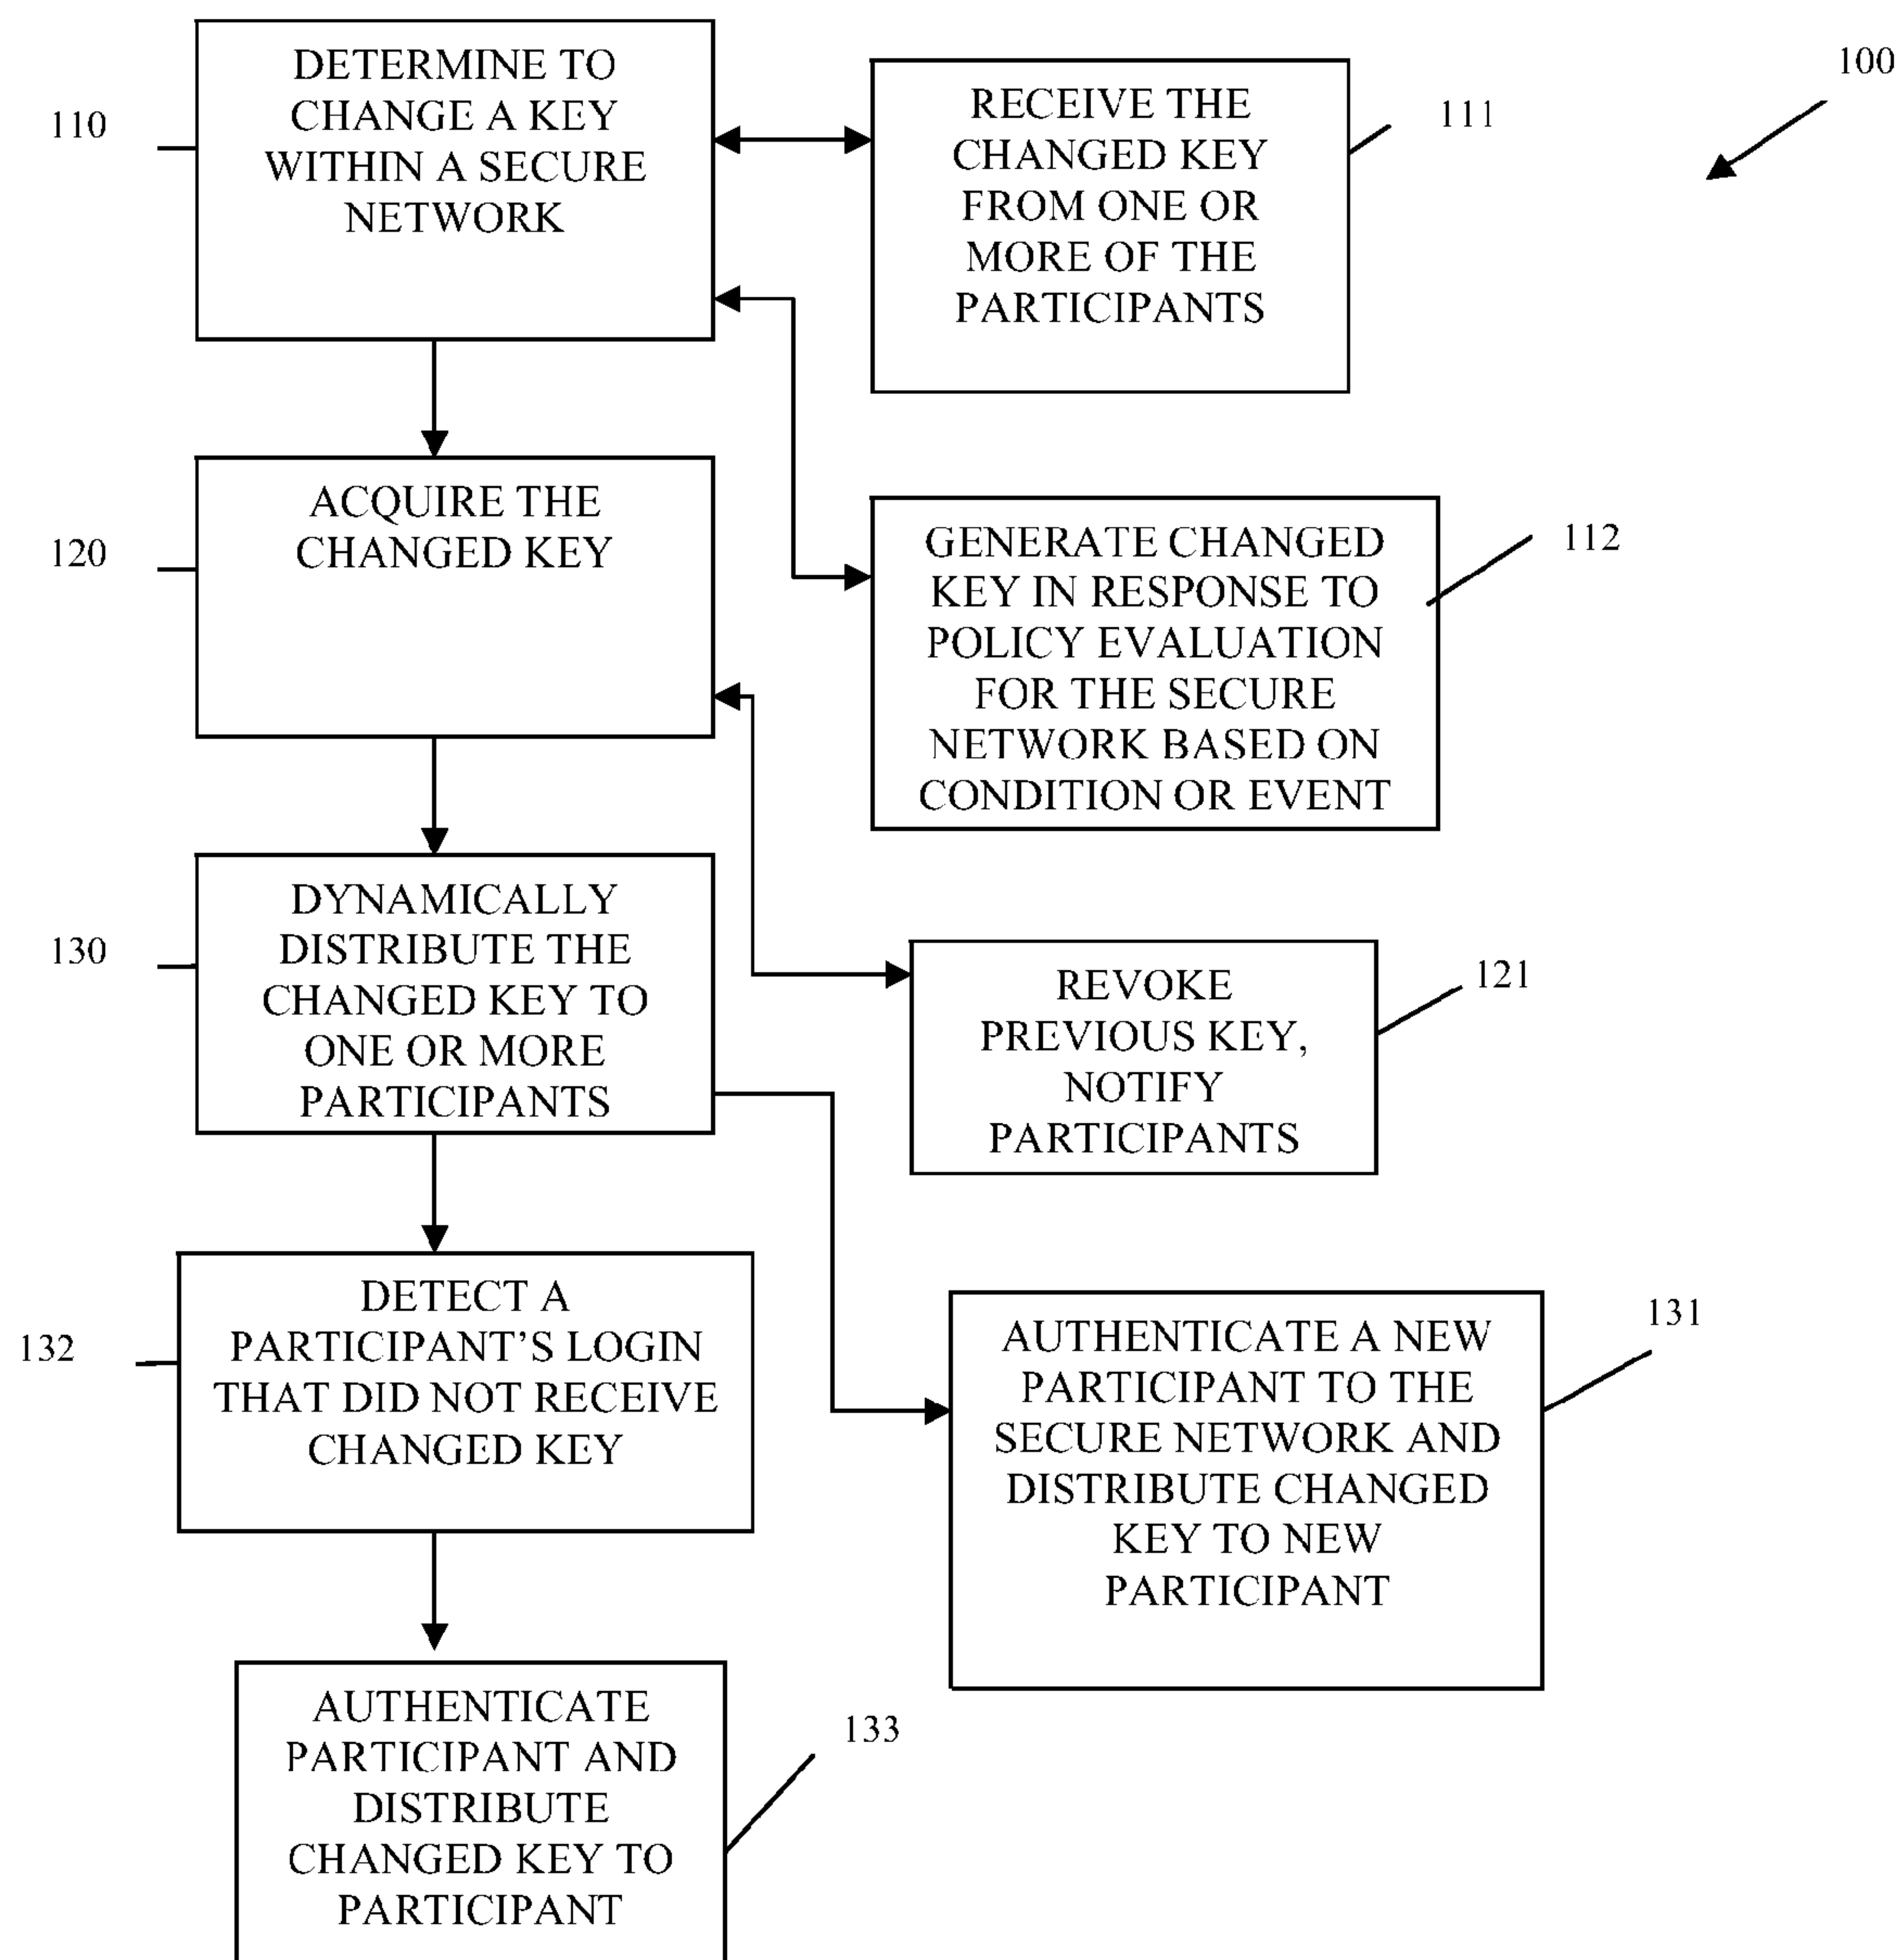 100
110
DETERMINE TO
CHANGE A KEY
WITHIN A SECURE
NETWORK
111
RECEIVE THE
CHANGED KEY
FROM ONE OR
MORE OF THE
PARTICIPANTS
120
ACQUIRE THE
CHANGED KEY
112
GENERATE CHANGED
KEY IN RESPONSE TO
POLICY EVALUATION
FOR THE SECURE
NETWORK BASED ON
CONDITION OR EVENT
130
DYNAMICALLY
DISTRIBUTE THE
CHANGED KEY TO
ONE OR MORE
PARTICIPANTS
121
REVOKE
PREVIOUS KEY,
NOTIFY
PARTICIPANTS
132
DETECT A
PARTICIPANT’S LOGIN
THAT DID NOT RECEIVE
CHANGED KEY
131
AUTHENTICATE A NEW
PARTICIPANT TO THE
SECURE NETWORK AND
DISTRIBUTE CHANGED
KEY TO NEW
PARTICIPANT
133
AUTHENTICATE
PARTICIPANT AND
DISTRIBUTE
CHANGED KEY TO
PARTICIPANT